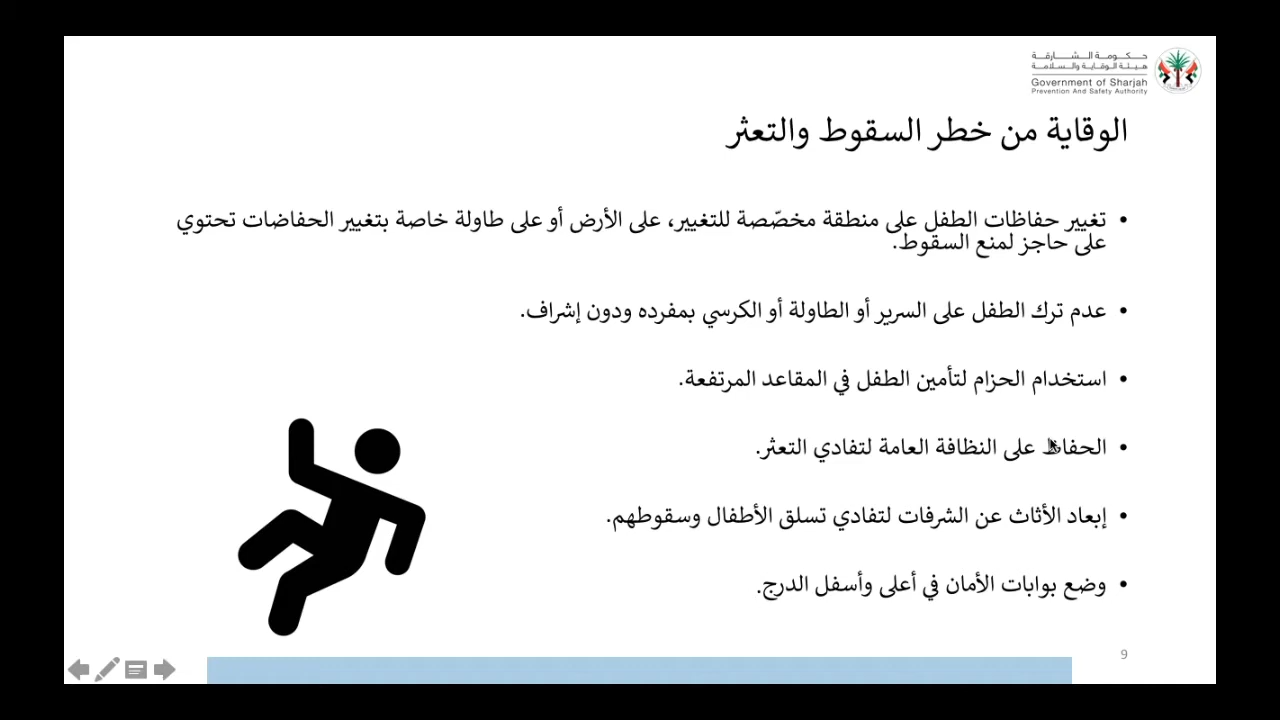 حكومة الشارقة
هيئة الوقاية والسلامة
Government of Sharjah
Prevention And Safety Authority
الوقاية من خطر السقوط والتعثر
• تغيير حفاظات الطفل على منطقة مخصّصة للتغيير، على الأرض أو على طاولة خاصة بتغيير الحفاضات تحتوي
على حاجز لمنع السقوط.
• عدم ترك الطفل على السرير أو الطاولة أو الكرسي بمفرده ودون إشراف.
• استخدام الحزام لتأمين الطفل في المقاعد المرتفعة.
• الحفاظ على النظافة العامة لتفادي التعثر.
• إبعاد الأثاث عن الشرفات لتفادي تسلق الأطفال وسقوطهم.
• وضع بوابات الأمان في أعلى وأسفل الدرج.
9